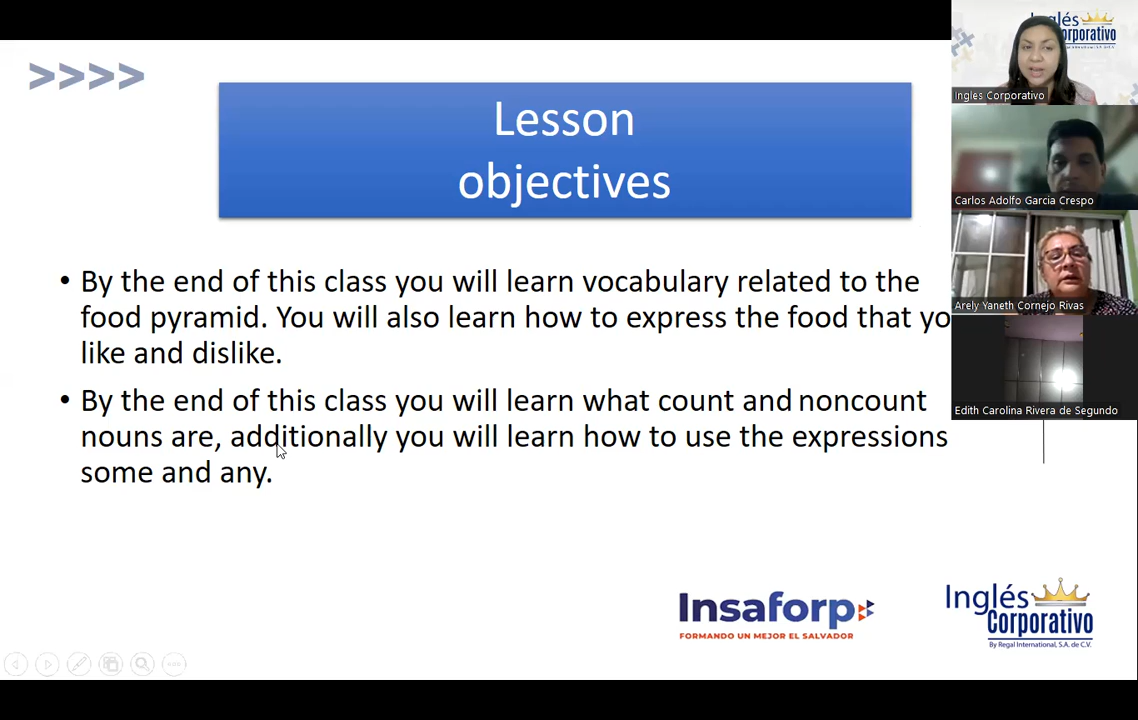 >>>>
Lesson
objectives
• By the end of this class you will learn vocabulary related to the
food pyramid. You will also learn how to express the food that yo
like and dislike.
• By the end of this class you will learn what count and noncount
nouns are, additionally you will learn how to use the expressions
some and any.
Insaforp
FORMANDO UN MEJOR EL SALVADOR
Inglés
Corporativo
By Regal International, S.A. de C.V.
Inglés
Corporativo
Ingles Corporativo
Carlos Adolfo Garcia Crespo
Arely Yaneth Cornejo Rivas
Edith Carolina Rivera de Segundo